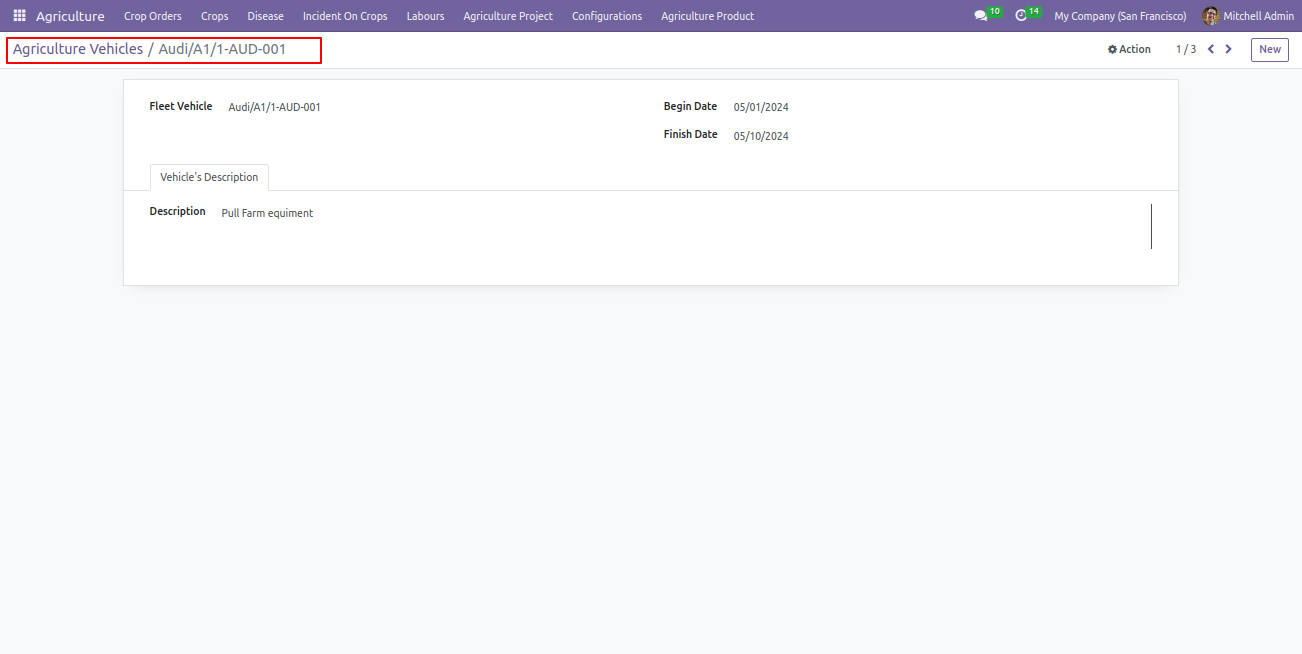 Agriculture Crop Orders Crops Disease Incident On Crops Labours Agriculture Project Configurations Agriculture Product 10 14 My Company (San Francisco) Mitchell Admin
Agriculture Vehicles / Audi/A1/1-AUD-001 Action 1 / 3 New
Fleet Vehicle Audi/A1/1-AUD-001 Begin Date 05/01/2024
Finish Date 05/10/2024
Vehicle's Description
Description Pull Farm equiment